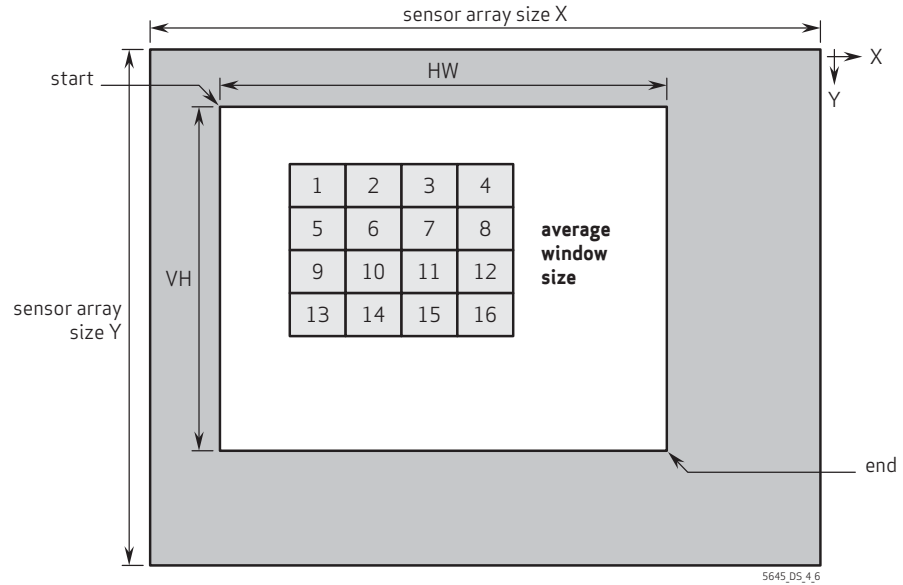 sensor array size X
X
Y
start
HW
1 2 3 4
5 6 7 8
9 10 11 12
13 14 15 16
average
window
size
VH
sensor array
size Y
end
5645_DS_4_6